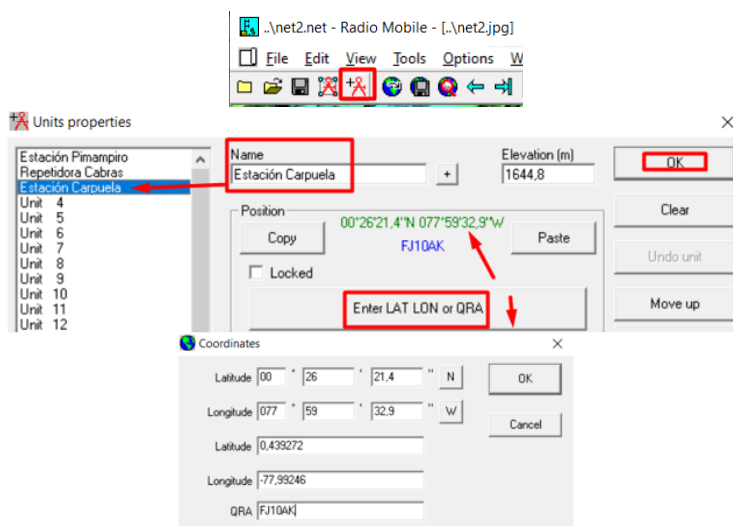 ..\net2.net - Radio Mobile - [..\net2.jpg]
File Edit View Tools Options W
Units properties
Estación Pimampiro
Repetidora Cabras
Estación Carpuela
Unit 4
Unit 5
Unit 6
Unit 7
Unit 8
Unit 9
Unit 10
Unit 11
Unit 12
Name
Estación Carpuela
+
Elevation (m)
1644,8
OK
Position
Copy
00°26'21,4"N 077°59'32,9"W
FJ10AK
Paste
Locked
Enter LAT LON or QRA
Clear
Undo unit
Move up
Coordinates
Latitude 00 ° 26 ' 21,4 " N
OK
Longitude 077 ° 59 ' 32,9 " W
Cancel
Latitude 0,439272
Longitude -77,99246
QRA FJ10AK